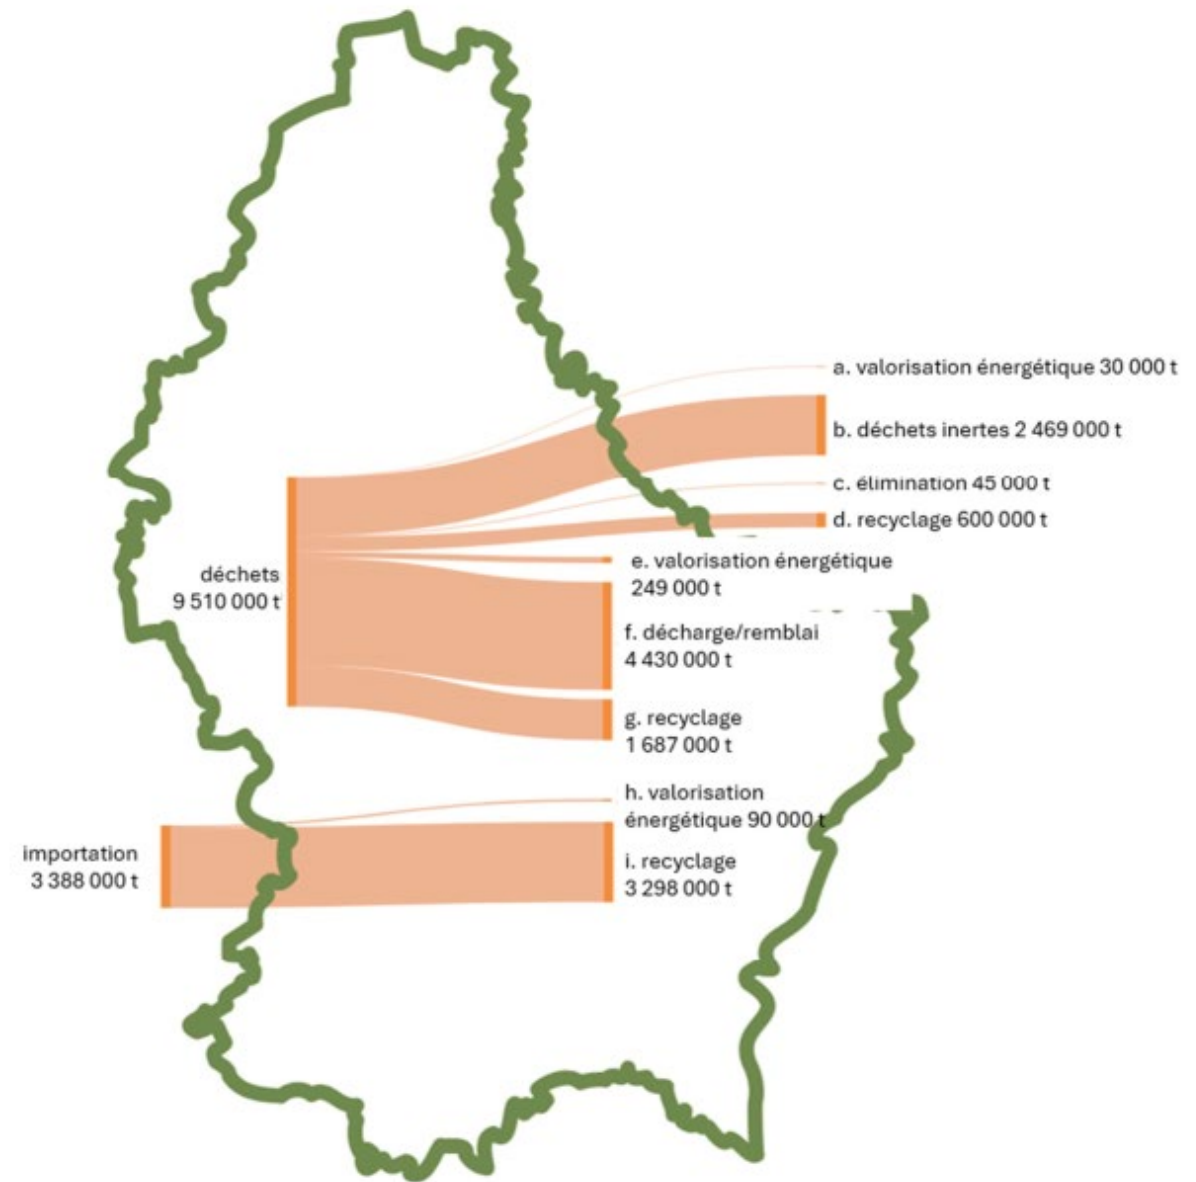 a. valorisation énergétique 30 000 t
b. déchets inertes 2 469 000 t
c. élimination 45 000 t
d. recyclage 600 000 t
déchets
9 510 000 t
e. valorisation énergétique
249 000 t
f. décharge/remblai
4 430 000 t
g. recyclage
1 687 000 t
h. valorisation
énergétique 90 000 t
importation
3 388 000 t
i. recyclage
3 298 000 t